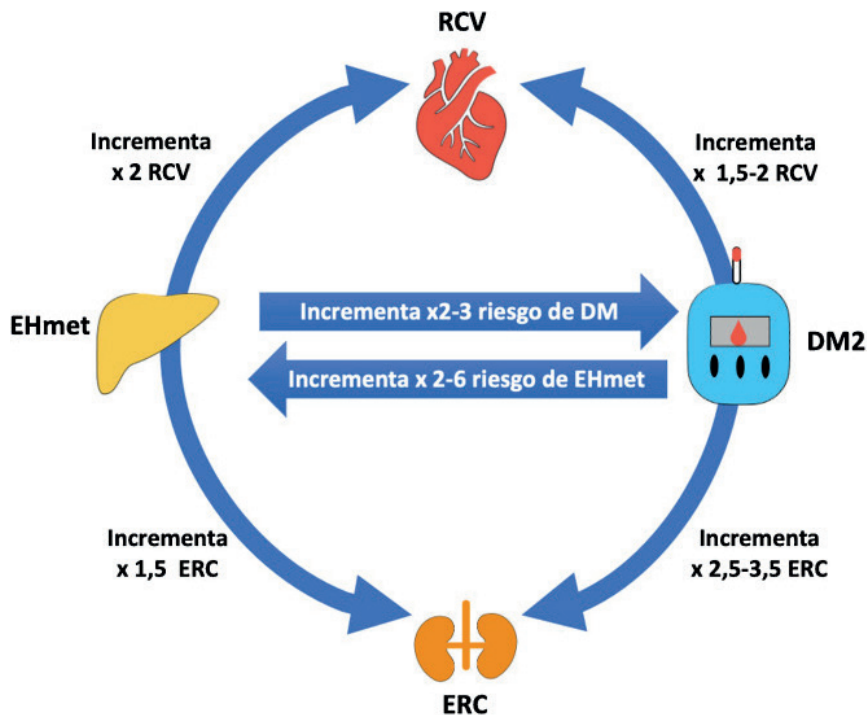 RCV
Incrementa
x 2 RCV
Incrementa
x 1,5-2 RCV
EHmet
Incrementa x2-3 riesgo de DM
Incrementa x 2-6 riesgo de EHmet
DM2
Incrementa
x 1,5 ERC
Incrementa
x 2,5-3,5 ERC
ERC